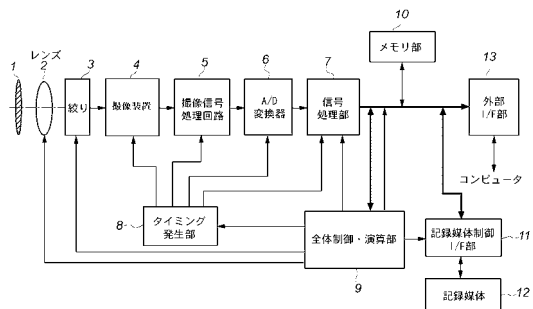 10
メモリ部
レンズ
1
2
3
4
5
6
7
13
絞り
撮像装置
撮像信号
処理回路
A/D
変換器
信号
処理部
外部
I/F部
コンピュータ
8
タイミング
発生部
全体制御・演算部
9
記録媒体制御
I/F部
11
記録媒体
12